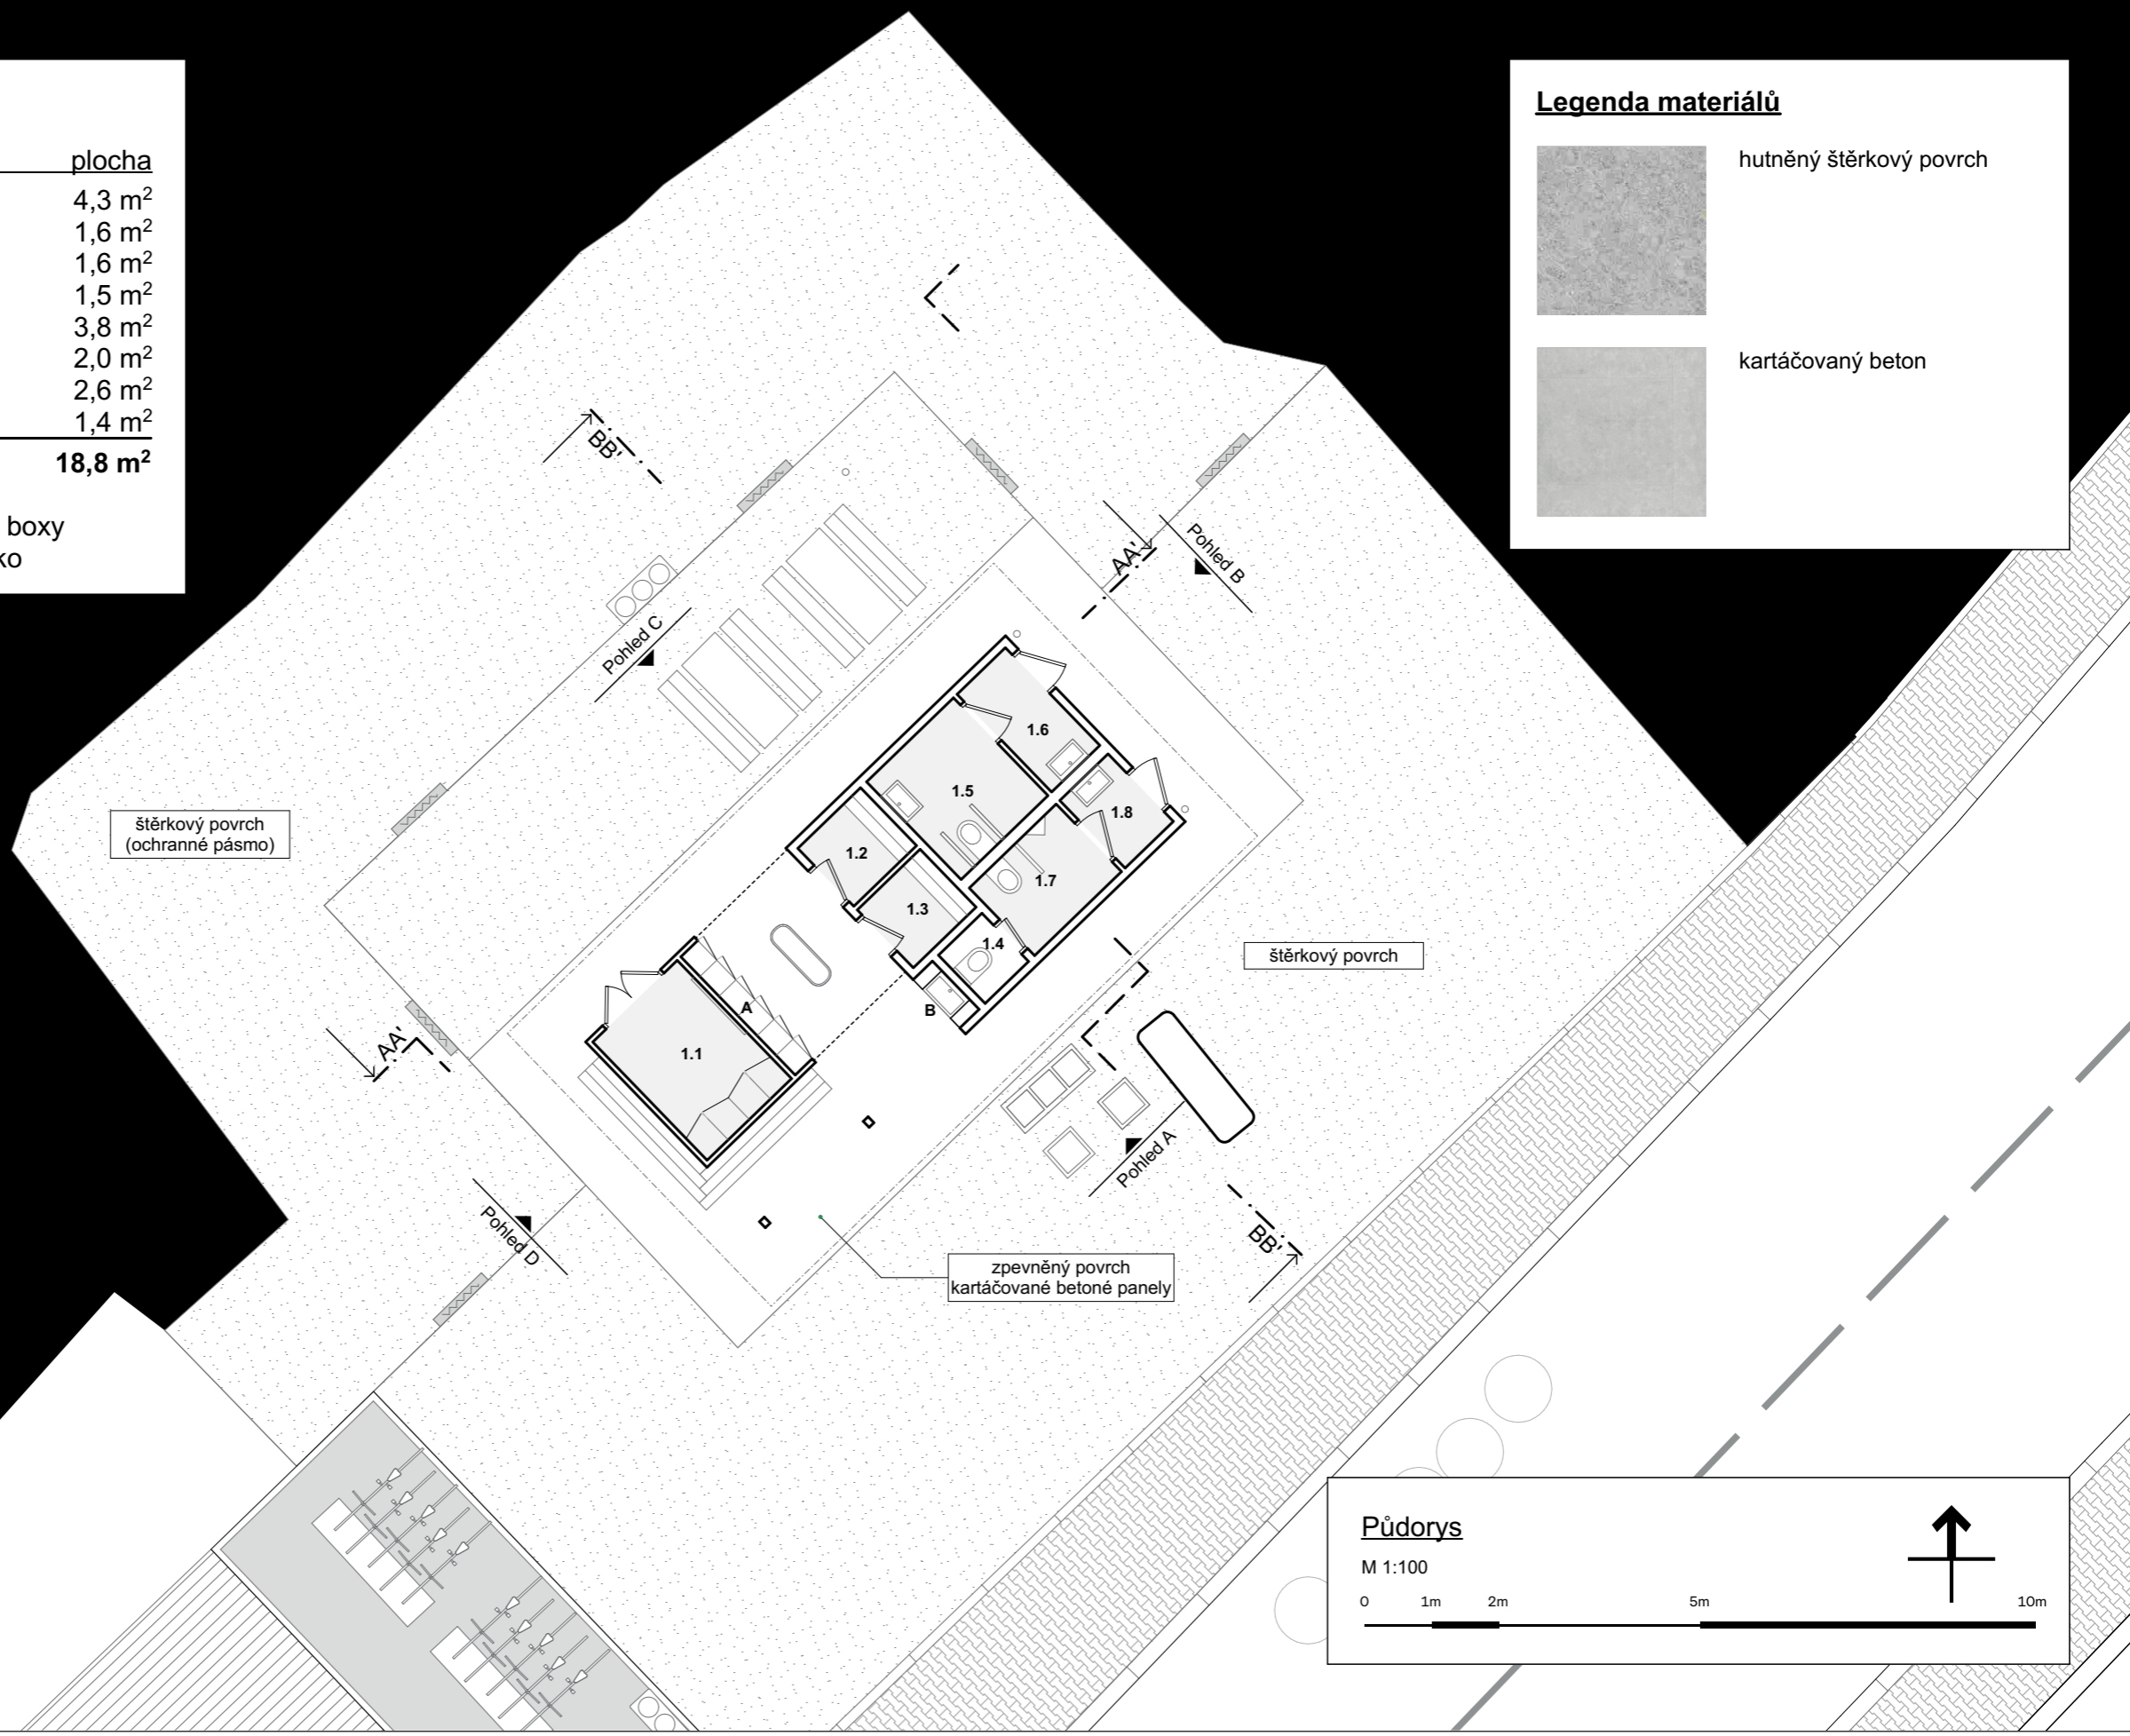 plocha
4,3 m²
1,6 m²
1,6 m²
1,5 m²
3,8 m²
2,0 m²
2,6 m²
1,4 m²
18,8 m²
boxy
Legenda materiálů
hutněný štěrkový povrch
kartáčovaný beton
BB'
AA'
Pohled B
Pohled C
1.6
1.5
1.8
1.2
1.7
1.3
1.4
štěrkový povrch
(ochranné pásmo)
štěrkový povrch
A
B
1.1
AA'
Pohled A
Pohled D
BB'
zpevněný povrch
kartáčované betoné panely
Půdorys
M 1:100
0 1m 2m 5m 10m